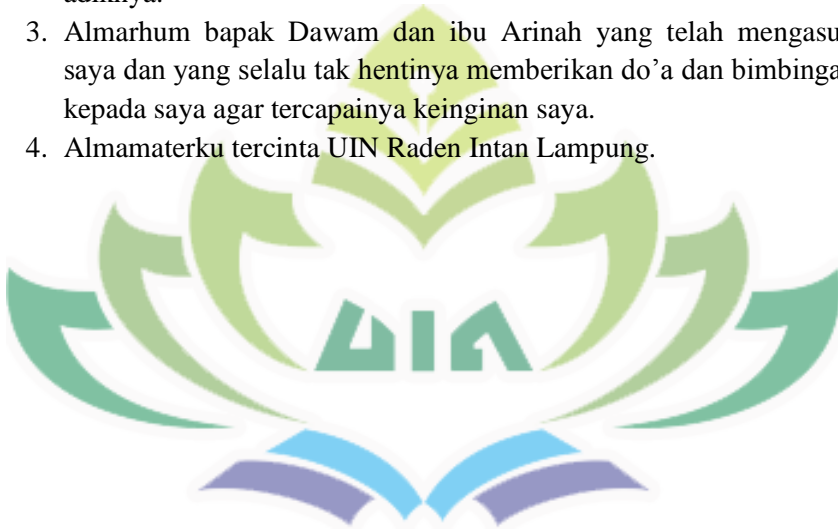 3. Almarhum bapak Dawam dan ibu Arinah yang telah mengasu
saya dan yang selalu tak hentinya memberikan do’a dan bimbinga
kepada saya agar tercapainya keinginan saya.
4. Almamaterku tercinta UIN Raden Intan Lampung.
UIN